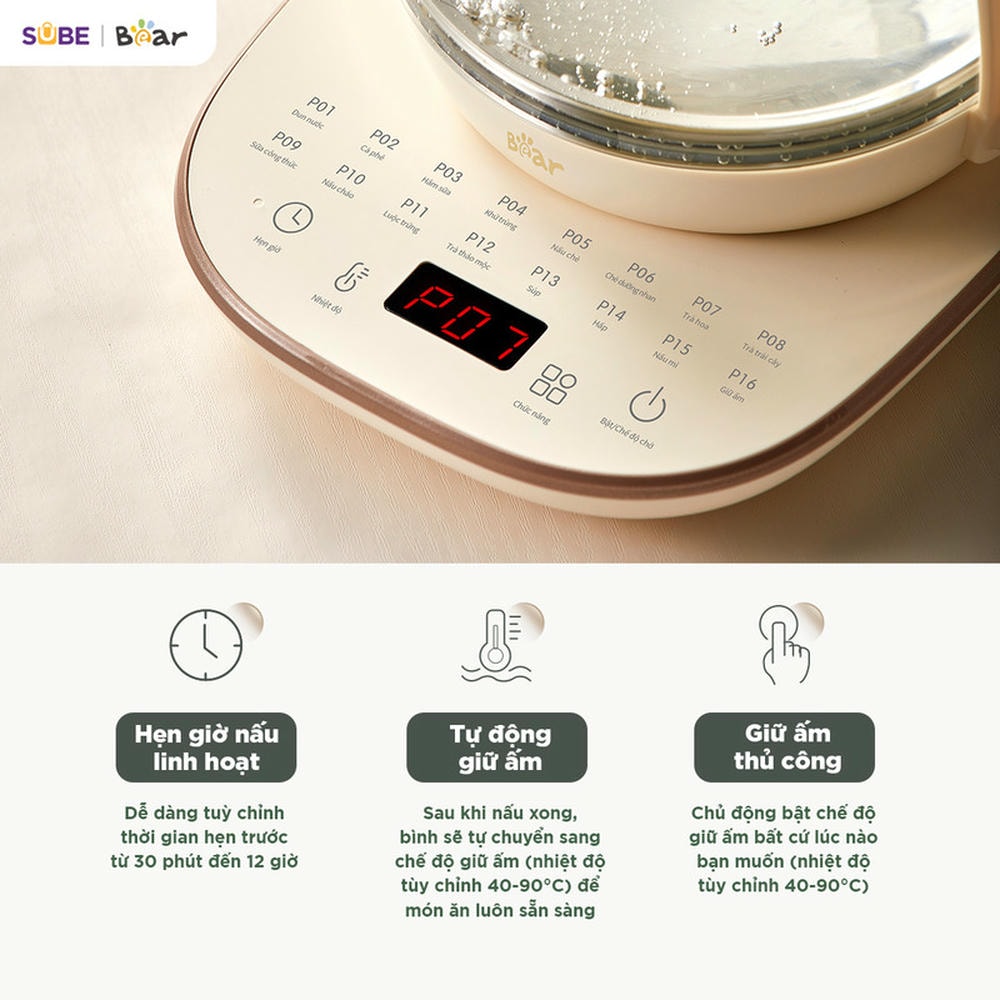 SUBE | Bear
Bear
P01
Đun nước
P02
Cà phê
P03
Hâm sữa
P04
Khử trùng
P05
Nấu chè
P06
Chè dưỡng nhan
P07
Trà hoa
P08
Trà trái cây
P09
Sữa công thức
P10
Nấu cháo
P11
Luộc trứng
P12
Trà thảo mộc
P13
Súp
P14
Hấp
P15
Nấu mì
P16
Giữ ấm
Hẹn giờ
Nhiệt độ
P07
Chức năng
Bật/Chế độ chờ
Hẹn giờ nấu
linh hoạt
Dễ dàng tuỳ chỉnh
thời gian hẹn trước
từ 30 phút đến 12 giờ
Tự động
giữ ấm
Sau khi nấu xong,
bình sẽ tự chuyển sang
chế độ giữ ấm (nhiệt độ
tùy chỉnh 40-90°C) để
món ăn luôn sẵn sàng
Giữ ấm
thủ công
Chủ động bật chế độ
giữ ấm bất cứ lúc nào
bạn muốn (nhiệt độ
tùy chỉnh 40-90°C)